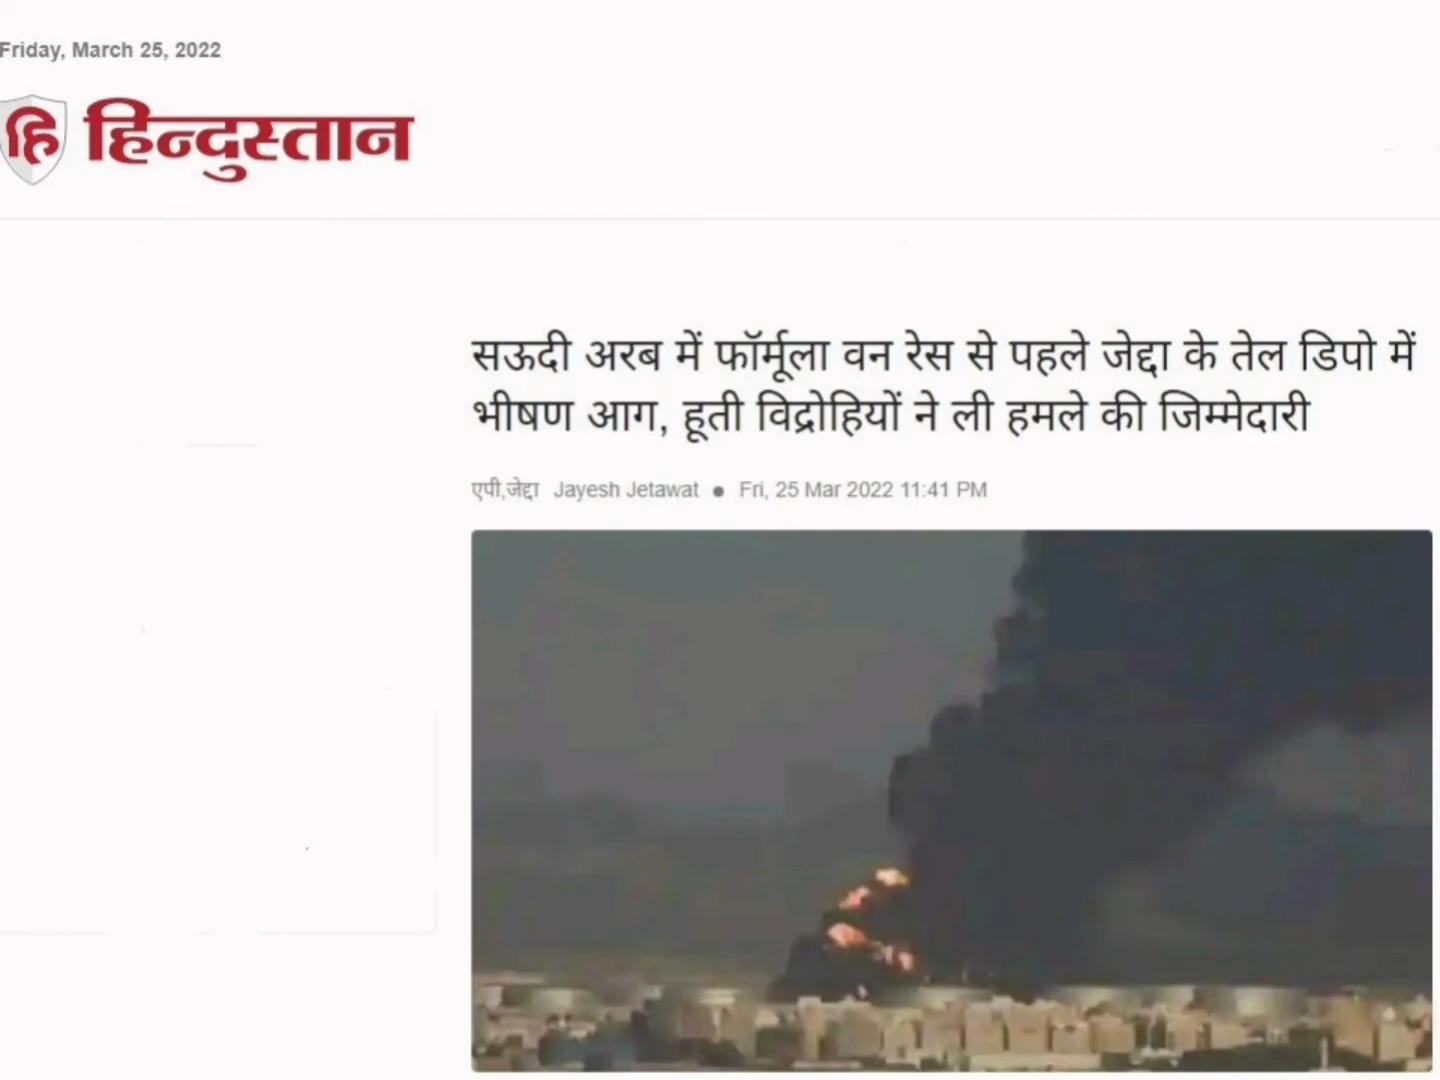 Friday, March 25, 2022
हि हिन्दुस्तान
सऊदी अरब में फॉर्मूला वन रेस से पहले जेद्दा के तेल डिपो में
भीषण आग, हूती विद्रोहियों ने ली हमले की जिम्मेदारी
एपी,जेद्दा Jayesh Jetawat ● Fri, 25 Mar 2022 11:41 PM